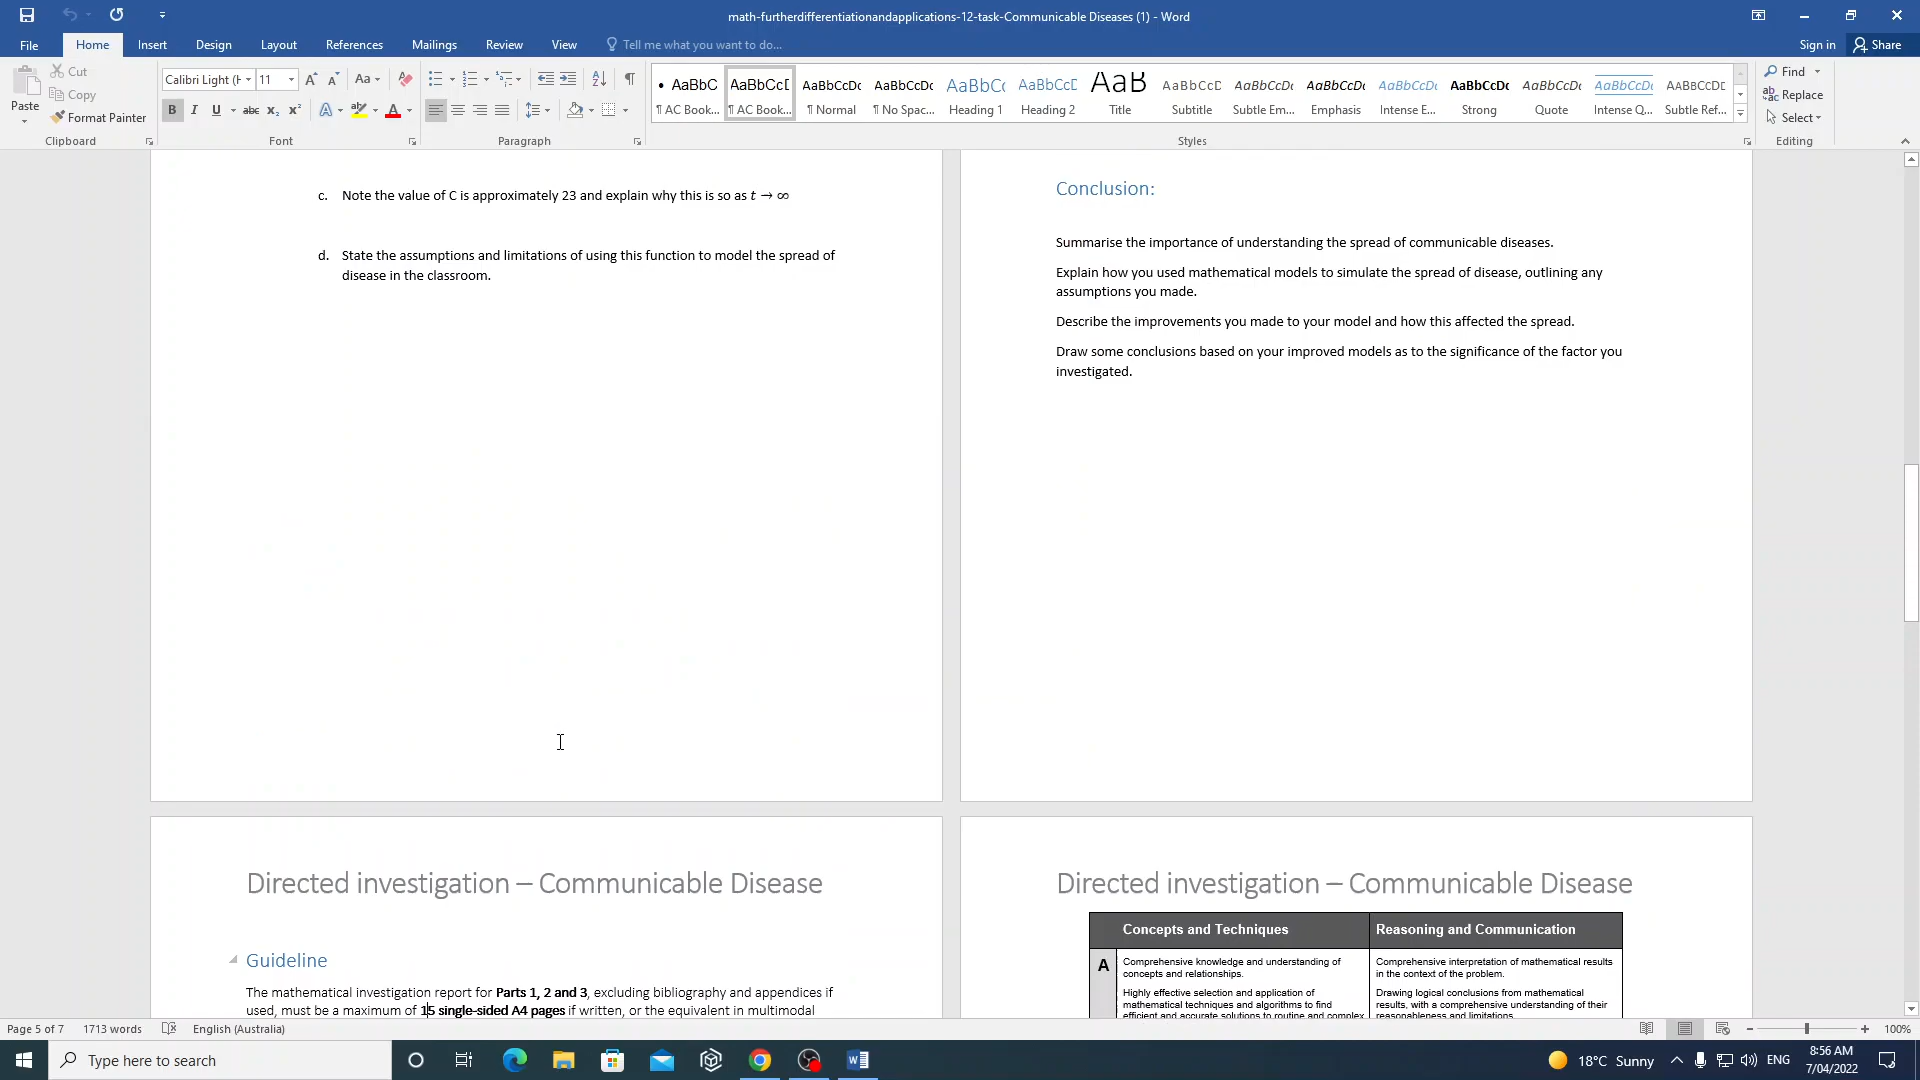 math-furtherdifferentiationandapplications-12-task-Communicable Diseases (1) - Word
File Home Insert Design Layout References Mailings Review View Tell me what you want to do... Sign in Share
Paste
Cut
Copy
Format Painter
Clipboard
Calibri Light (H 11
Font
Paragraph
AaBbC AaBbCcD AaBbCcDc AaBbCcDc AaBbCc AaBbCcD AaB AaBbCcD AaBbCcDc AaBbCcDc AaBbCcDc AaBbCcDc AaBbCcDc AaBbCcDc AABBCCDD
¶ AC Book... ¶ AC Book... ¶ Normal ¶ No Spac... Heading 1 Heading 2 Title Subtitle Subtle Em... Emphasis Intense E... Strong Quote Intense Q... Subtle Ref...
Styles
Find
Replace
Select
Editing
c. Note the value of C is approximately 23 and explain why this is so as t → ∞
d. State the assumptions and limitations of using this function to model the spread of
disease in the classroom.
Conclusion:
Summarise the importance of understanding the spread of communicable diseases.
Explain how you used mathematical models to simulate the spread of disease, outlining any
assumptions you made.
Describe the improvements you made to your model and how this affected the spread.
Draw some conclusions based on your improved models as to the significance of the factor you
investigated.
Directed investigation – Communicable Disease
Guideline
The mathematical investigation report for Parts 1, 2 and 3, excluding bibliography and appendices if
used, must be a maximum of 15 single-sided A4 pages if written, or the equivalent in multimodal
Directed investigation – Communicable Disease
Concepts and Techniques Reasoning and Communication
A
Comprehensive knowledge and understanding of
concepts and relationships.
Highly effective selection and application of
mathematical techniques and algorithms to find
efficient and accurate solutions to routine and complex
Comprehensive interpretation of mathematical results
in the context of the problem.
Drawing logical conclusions from mathematical
results, with a comprehensive understanding of their
reasonableness and limitations.
Page 5 of 7 1713 words English (Australia) 100%
Type here to search
18°C Sunny ENG
8:56 AM
7/04/2022